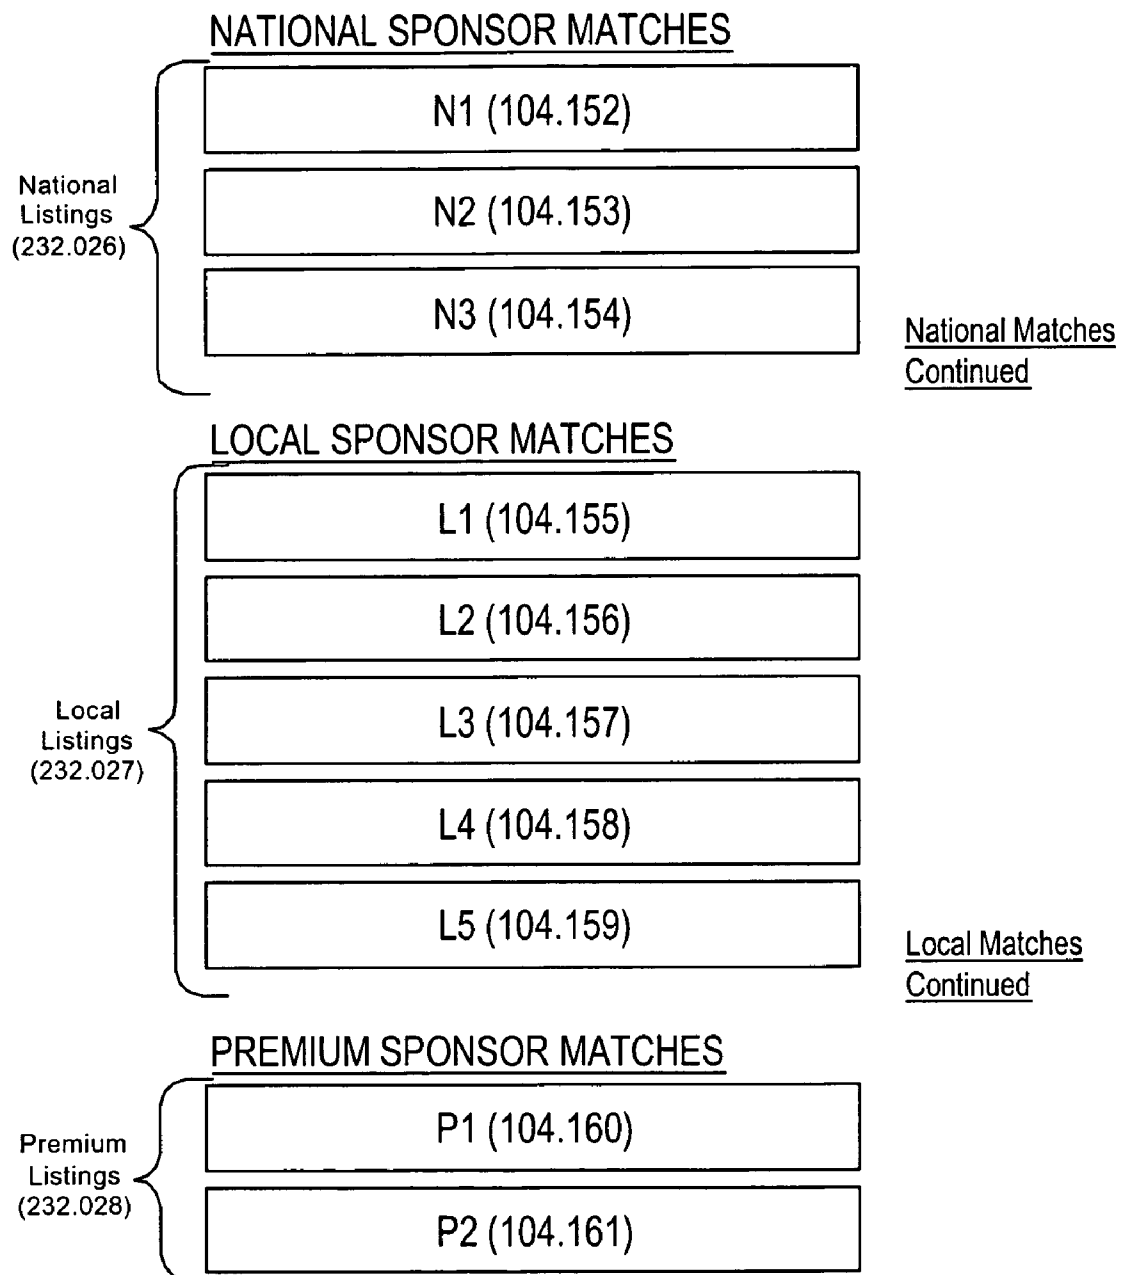 NATIONAL SPONSOR MATCHES
N1 (104.152)
N2 (104.153)
National
Listings
(232.026)
N3 (104.154)
National Matches
Continued
LOCAL SPONSOR MATCHES
L1 (104.155)
L2 (104.156)
L3 (104.157)
Local
Listings
(232.027)
L4 (104.158)
L5 (104.159)
Local Matches
Continued
PREMIUM SPONSOR MATCHES
P1 (104.160)
Premium
Listings
(232.028)
P2 (104.161)